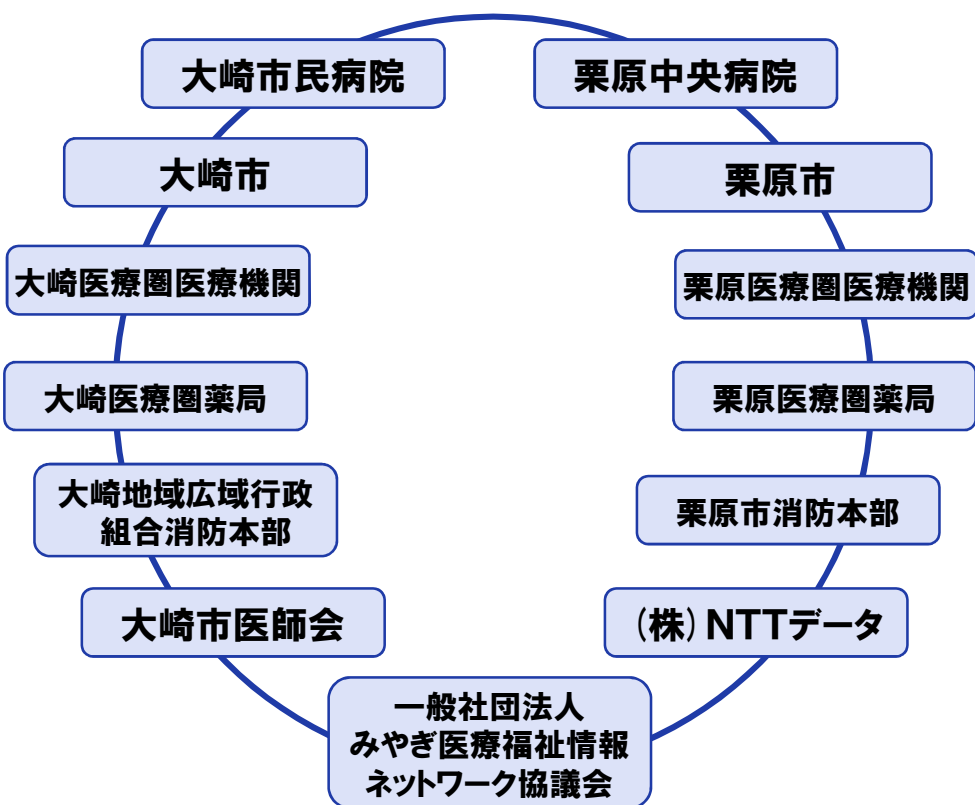 大崎市民病院
栗原中央病院
大崎市
栗原市
大崎医療圏医療機関
栗原医療圏医療機関
大崎医療圏薬局
栗原医療圏薬局
大崎地域広域行政
組合消防本部
栗原市消防本部
大崎市医師会
(株)NTTデータ
一般社団法人
みやぎ医療福祉情報
ネットワーク協議会